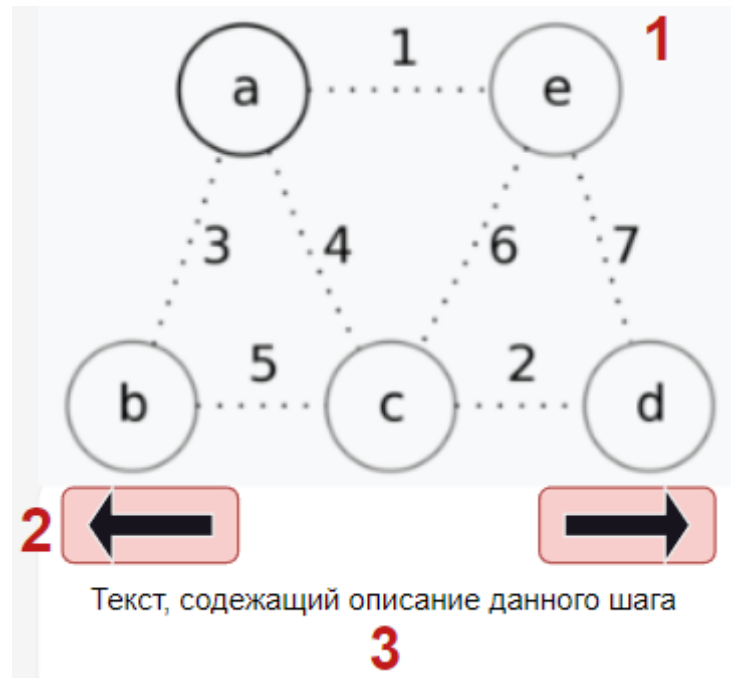 a 1 e 1
3 4 6 7
b 5 c 2 d
2
Текст, содежащий описание данного шага
3